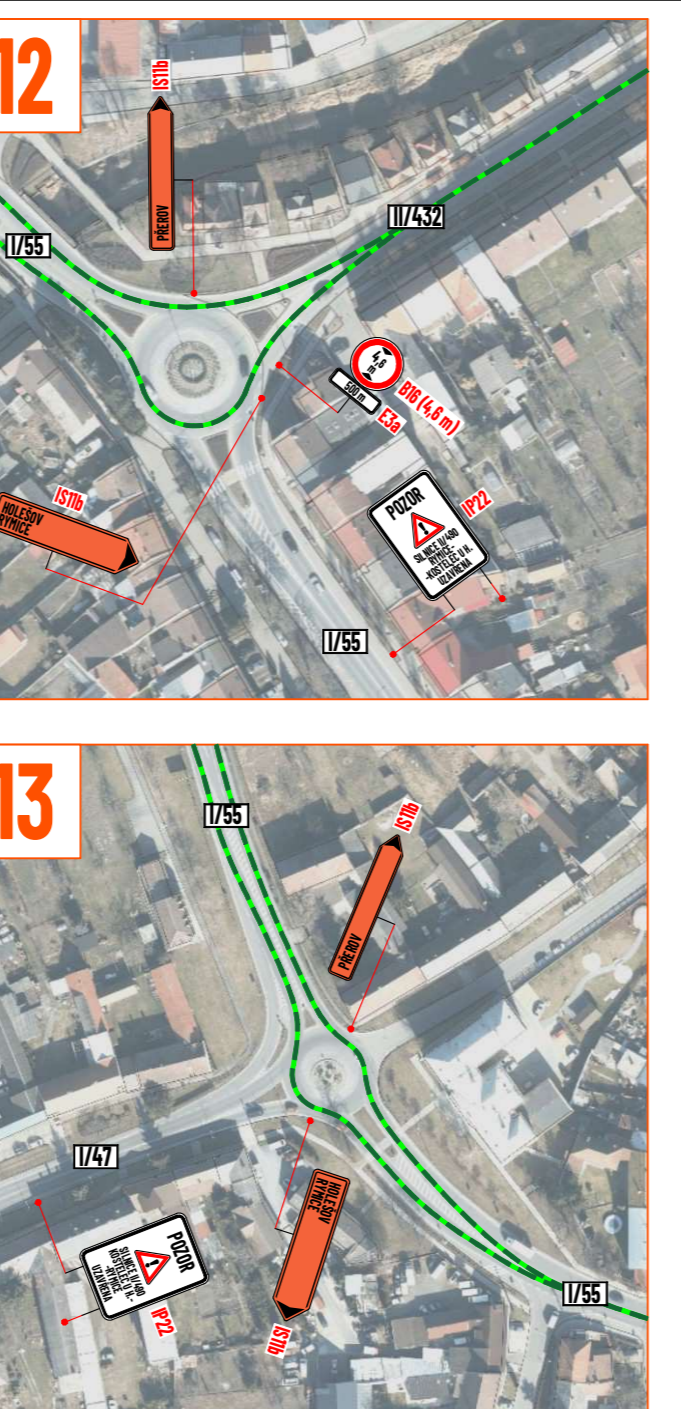 12
IS11b
PŘEROV
II/432
I/55
4,6
m
500 m
B16 (4,6 m)
E3a
IS11b
HOLEŠOV
RYMICE
POZOR
SILNICE II/490
RYMICE-
-KOSTELEC U H.
UZAVŘENA
IP22
I/55
13
I/55
IS11b
PŘEROV
I/47
HOLEŠOV
RYMICE
POZOR
SILNICE II/490
KOSTELEC U H.-
-RYMICE
UZAVŘENA
IP22
IS11b
I/55